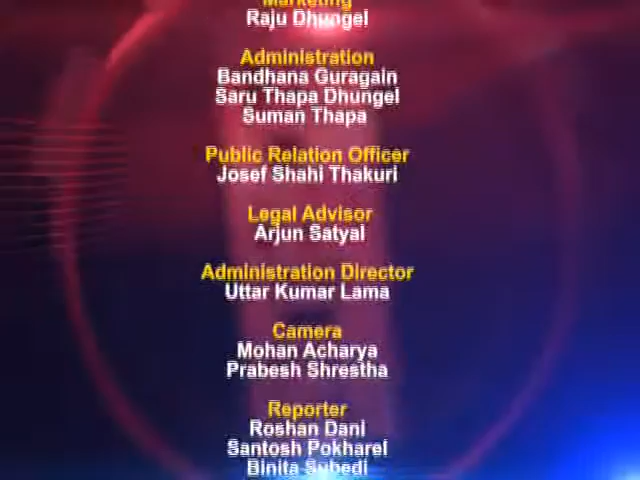 Marketing
Raju Dhungel
Administration
Bandhana Guragain
Saru Thapa Dhungel
Suman Thapa
Public Relation Officer
Josef Shahi Thakuri
Legal Advisor
Arjun Satyal
Administration Director
Uttar Kumar Lama
Camera
Mohan Acharya
Prabesh Shrestha
Reporter
Roshan Dani
Santosh Pokharel
Binita Subedi